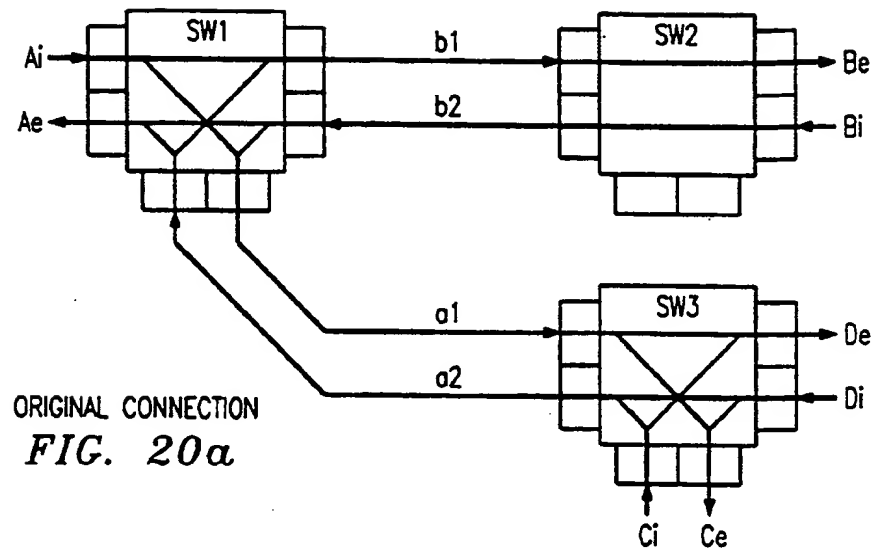 SW1
SW2
Ai
b1
Be
Ae
b2
Bi
SW3
a1
De
a2
Di
ORIGINAL CONNECTION
FIG. 20a
Ci
Ce